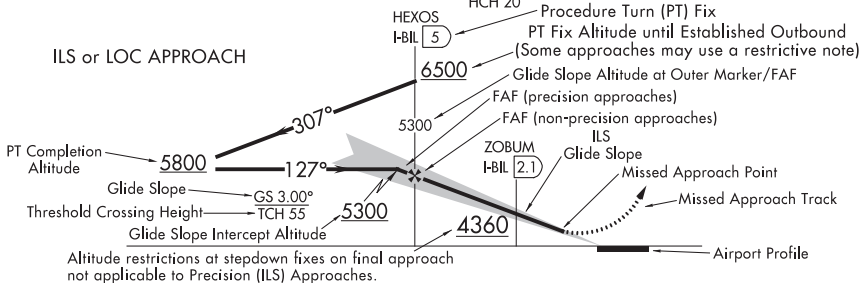 HCH 20
HEXOS
I-BIL 5
Procedure Turn (PT) Fix
PT Fix Altitude until Established Outbound
(Some approaches may use a restrictive note)
ILS or LOC APPROACH
6500
Glide Slope Altitude at Outer Marker/FAF
FAF (precision approaches)
307°
5300
FAF (non-precision approaches)
ILS
Glide Slope
ZOBUM
I-BIL 2.1
PT Completion
Altitude
5800
127°
Missed Approach Point
Glide Slope
GS 3.00°
Missed Approach Track
Threshold Crossing Height
TCH 55
5300
4360
Glide Slope Intercept Altitude
Airport Profile
Altitude restrictions at stepdown fixes on final approach
not applicable to Precision (ILS) Approaches.